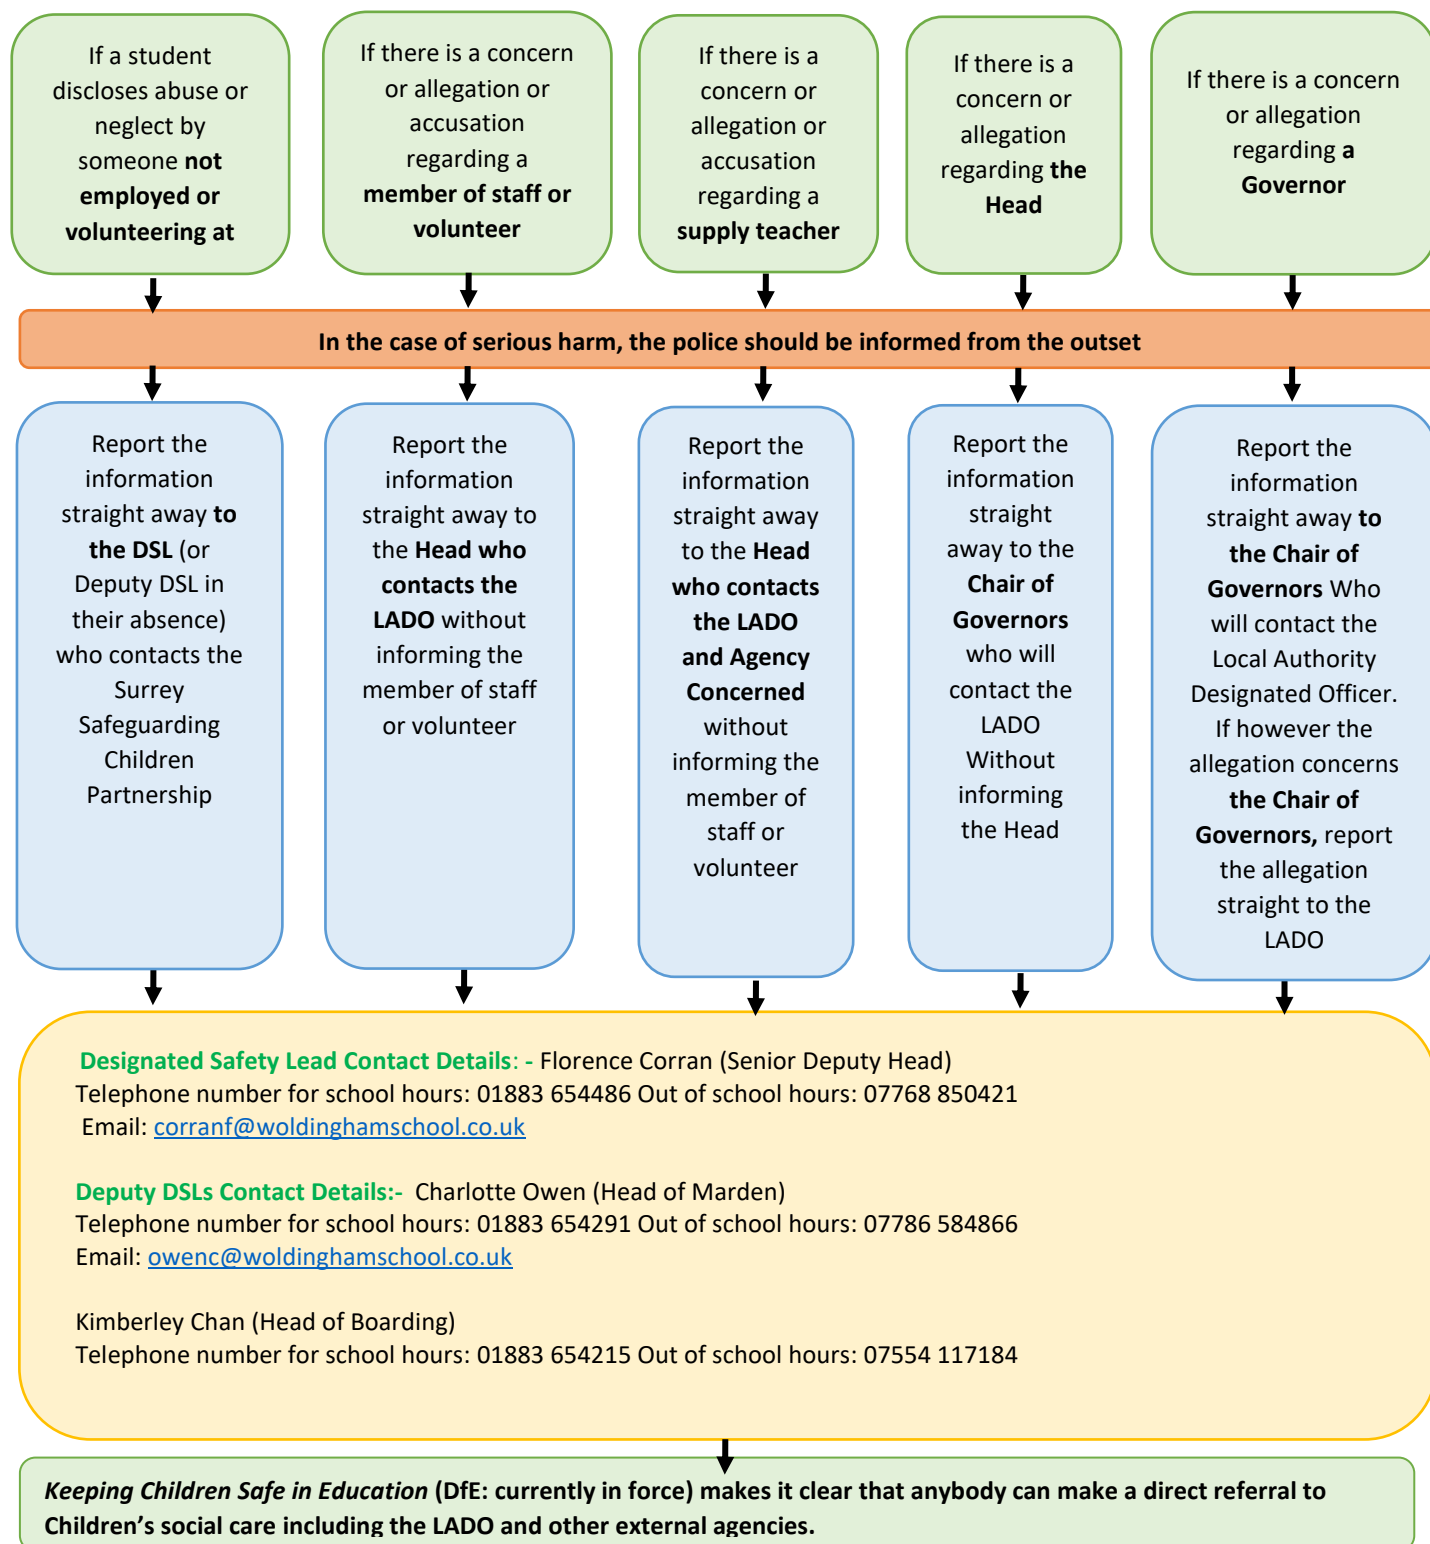 If a student
discloses abuse or
neglect by
someone not
employed or
volunteering at
If there is a concern
or allegation or
accusation
regarding a
member of staff or
volunteer
If there is a
concern or
allegation or
accusation
regarding a
supply teacher
If there is a
concern or
allegation
regarding the
Head
If there is a concern
or allegation
regarding a
Governor
In the case of serious harm, the police should be informed from the outset
Report the
information
straight away to
the DSL (or
Deputy DSL in
their absence)
who contacts the
Surrey
Safeguarding
Children
Partnership
Report the
information
straight away to
the Head who
contacts the
LADO without
informing the
member of staff
or volunteer
Report the
information
straight away
to the Head
who contacts
the LADO
and Agency
Concerned
without
informing the
member of
staff or
volunteer
Report the
information
straight
away to the
Chair of
Governors
who will
contact the
LADO
Without
informing
the Head
Report the
information
straight away to
the Chair of
Governors Who
will contact the
Local Authority
Designated Officer.
If however the
allegation concerns
the Chair of
Governors, report
the allegation
straight to the
LADO
Designated Safety Lead Contact Details: - Florence Corran (Senior Deputy Head)
Telephone number for school hours: 01883 654486 Out of school hours: 07768 850421
Email: corranf@woldinghamschool.co.uk
Deputy DSLs Contact Details:- Charlotte Owen (Head of Marden)
Telephone number for school hours: 01883 654291 Out of school hours: 07786 584866
Email: owenc@woldinghamschool.co.uk
Kimberley Chan (Head of Boarding)
Telephone number for school hours: 01883 654215 Out of school hours: 07554 117184
Keeping Children Safe in Education (DfE: currently in force) makes it clear that anybody can make a direct referral to
Children's social care including the LADO and other external agencies.